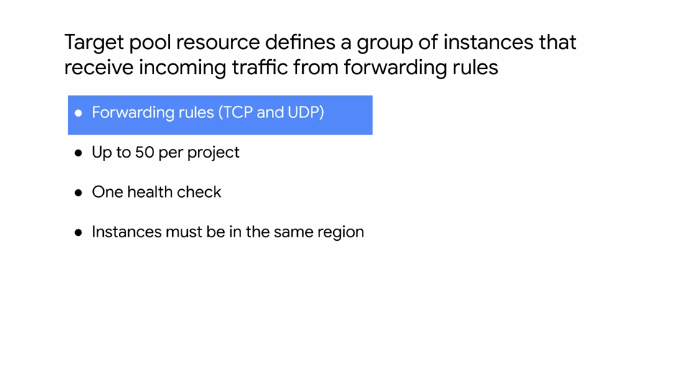 Target pool resource defines a group of instances that
receive incoming traffic from forwarding rules
● Forwarding rules (TCP and UDP)
● Up to 50 per project
● One health check
● Instances must be in the same region